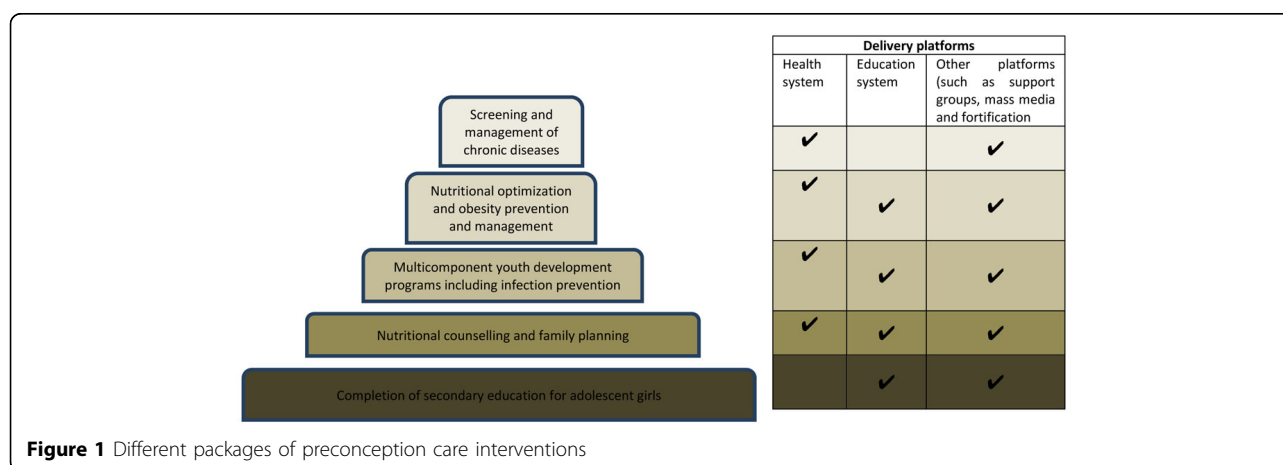 Delivery platforms
Health
system
Education
system
Other platforms
(such as support
groups, mass media
and fortification
Screening and
management of
chronic diseases
✔
✔
Nutritional optimization
and obesity prevention
and management
✔
✔
✔
Multicomponent youth development
programs including infection prevention
✔
✔
✔
Nutritional counselling and family planning
✔
✔
✔
Completion of secondary education for adolescent girls
✔
✔
Figure 1 Different packages of preconception care interventions